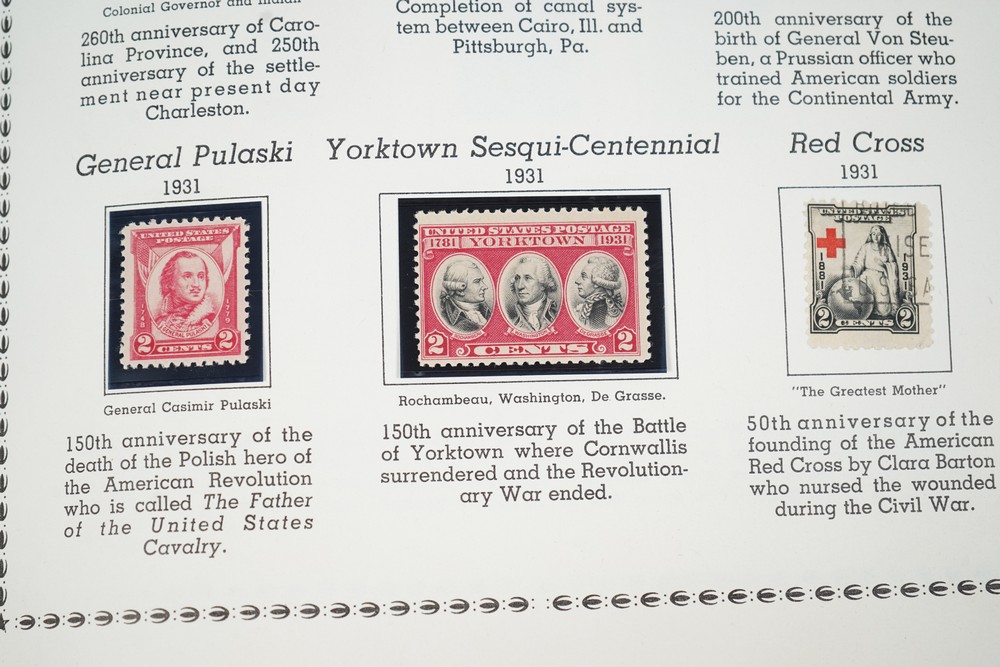 Colonial Governor and Indian
260th anniversary of Caro-
lina Province, and 250th
anniversary of the settle-
ment near present day
Charleston.
Completion of canal sys-
tem between Cairo, Ill. and
Pittsburgh, Pa.
200th anniversary of the
birth of General Von Steu-
ben, a Prussian officer who
trained American soldiers
for the Continental Army.
General Pulaski
1931
UNITED STATES
POSTAGE
1748
1779
GENERAL PULASKI
2 CENTS 2
General Casimir Pulaski
150th anniversary of the
death of the Polish hero of
the American Revolution
who is called The Father
of the United States
Cavalry.
Yorktown Sesqui-Centennial
1931
UNITED STATES POSTAGE
1781 YORKTOWN 1931
2 CENTS 2
Rochambeau, Washington, De Grasse.
150th anniversary of the Battle
of Yorktown where Cornwallis
surrendered and the Revolution-
ary War ended.
Red Cross
1931
UNITED STATES
POSTAGE
1881
1931
2 CENTS 2
"The Greatest Mother"
50th anniversary of the
founding of the American
Red Cross by Clara Barton
who nursed the wounded
during the Civil War.